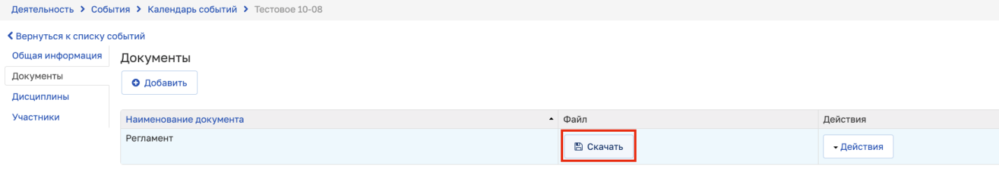 Деятельность > События > Календарь событий > Тестовое 10-08
Вернуться к списку событий
Общая информация
Документы
Дисциплины
Участники
Документы
Добавить
Наименование документа Файл Действия
Регламент Скачать Действия